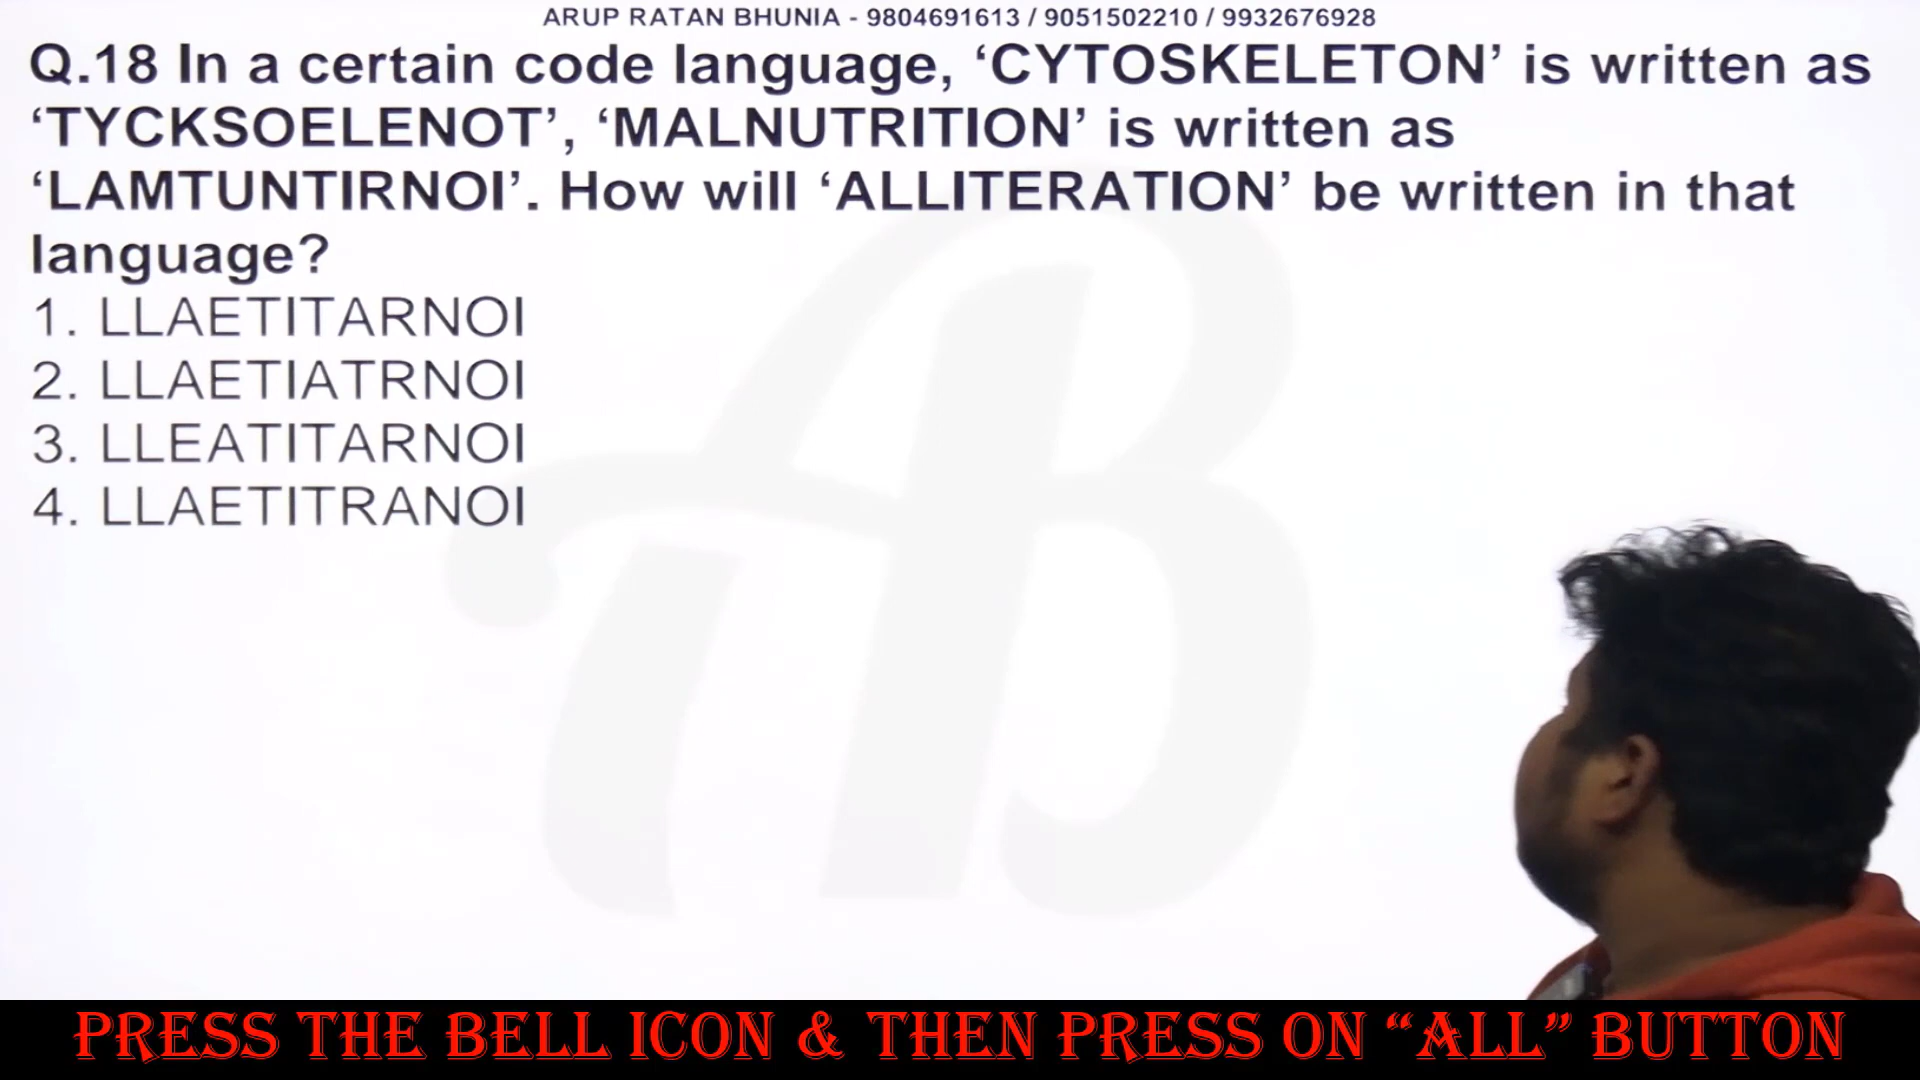 ARUP RATAN BHUNIA - 9804691613 / 9051502210 / 9932676928
Q.18 In a certain code language, ‘CYTOSKELETON’ is written as
‘TYCKSOELENOT’, ‘MALNUTRITION’ is written as
‘LAMTUNTIRNOI’. How will ‘ALLITERATION’ be written in that
language?
1. LLAETITARNOI
2. LLAETIATRNOI
3. LLEATITARNOI
4. LLAETITRANOI
AB
PRESS THE BELL ICON & THEN PRESS ON “ALL” BUTTON